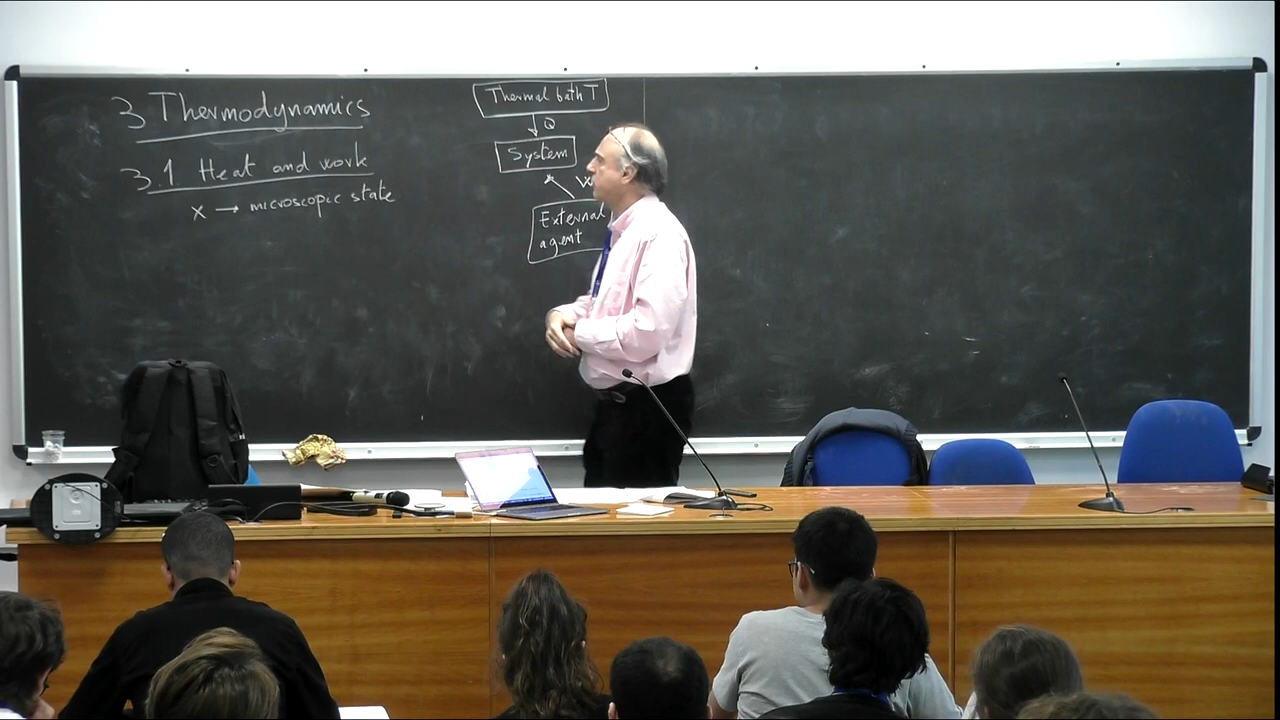 3 Thermodynamics
3.1 Heat and work
x → microscopic state
Thermal bath T
Q
System
W
External
agent